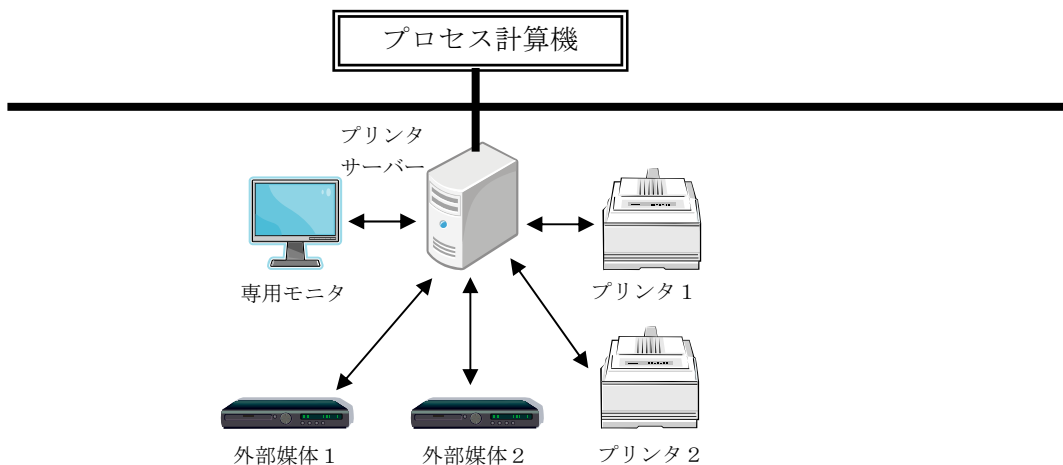 プロセス計算機
プリンタ
サーバー
専用モニタ
プリンタ１
外部媒体１
外部媒体２
プリンタ２